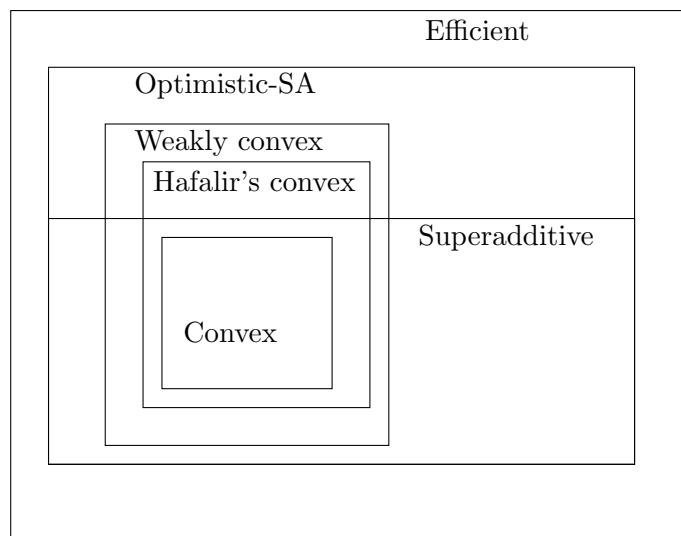 Efficient
Optimistic-SA
Weakly convex
Hafalir's convex
Superadditive
Convex